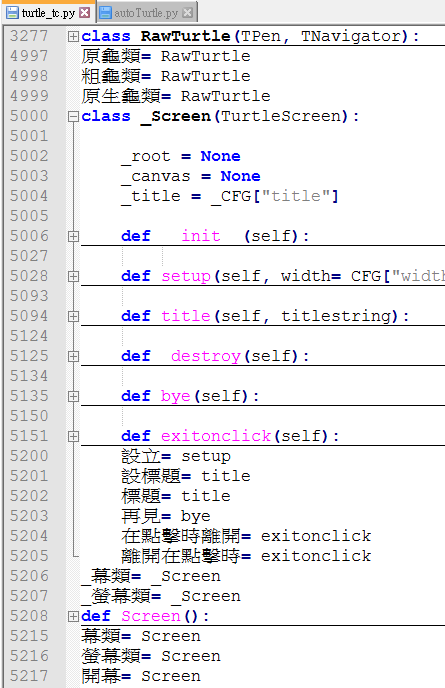 turtle_tc.py autoTurtle.py
3277 class RawTurtle(TPen, TNavigator):
4997 原龜類= RawTurtle
4998 粗龜類= RawTurtle
4999 原生龜類= RawTurtle
5000 class _Screen(TurtleScreen):
5001
5002 _root = None
5003 _canvas = None
5004 _title = _CFG["title"]
5005
5006 def __init__(self):
5027
5028 def setup(self, width=_CFG["width
5093
5094 def title(self, titlestring):
5124
5125 def _destroy(self):
5134
5135 def bye(self):
5150
5151 def exitonclick(self):
5200 設立= setup
5201 設標題= title
5202 標題= title
5203 再見= bye
5204 在點擊時離開= exitonclick
5205 離開在點擊時= exitonclick
5206 _幕類= _Screen
5207 _螢幕類= _Screen
5208 def Screen():
5215 幕類= Screen
5216 螢幕類= Screen
5217 開幕= Screen